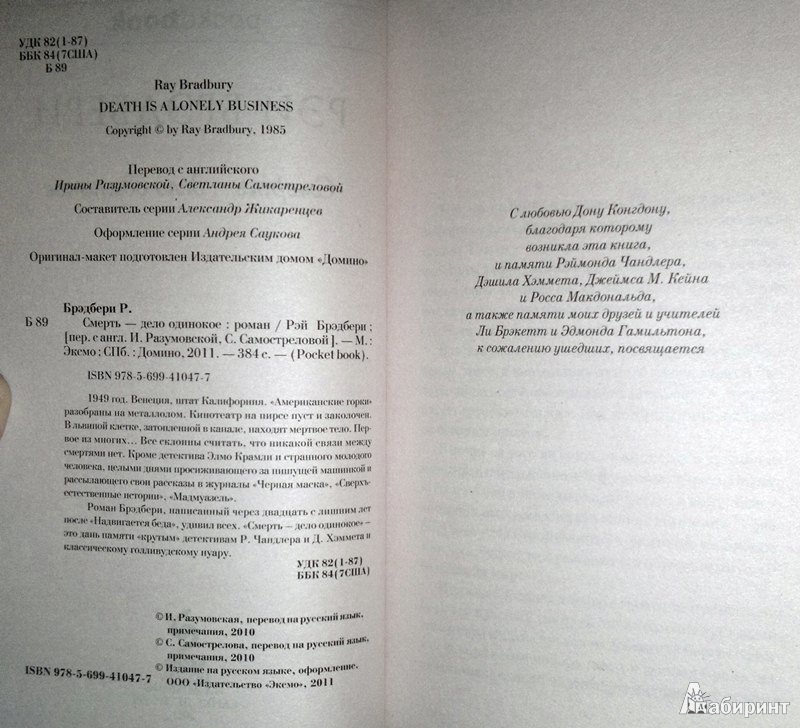 УДК 82(1-87)
ББК 84(7США)
Б 89
Ray Bradbury
DEATH IS A LONELY BUSINESS
Copyright © by Ray Bradbury, 1985
Перевод с английского
Ирины Разумовской, Светланы Самостреловой
Составитель серии Александр Жикаренцев
Оформление серии Андрея Саукова
Оригинал-макет подготовлен Издательским домом «Домино»
Брэдбери Р.
Б 89 Смерть — дело одинокое : роман / Рэй Брэдбери ;
[пер. с англ. И. Разумовской, С. Самостреловой]. — М. :
Эксмо ; СПб. : Домино, 2011. — 384 с. — (Pocket book).
ISBN 978-5-699-41047-7
1949 год. Венеция, штат Калифорния. «Американские горки»
разобраны на металлолом. Кинотеатр на пирсе пуст и заколочен.
В львиной клетке, затопленной в канале, находят мертвое тело. Пер-
вое из многих... Все склонны считать, что никакой связи между
смертями нет. Кроме детектива Элмо Крамли и странного молодого
человека, целыми днями просиживающего за пишущей машинкой и
рассылающего свои рассказы в журналы «Черная маска», «Сверхъ-
естественные истории», «Мадмуазель».
Роман Брэдбери, написанный через двадцать с лишним лет
после «Надвигается беда», удивил всех. «Смерть — дело одинокое» —
это дань памяти «крутым» детективам Р. Чандлера и Д. Хэммета и
классическому голливудскому нуару.
УДК 82(1-87)
ББК 84(7США)
© И. Разумовская, перевод на русский язык,
примечания, 2010
© С. Самострелова, перевод на русский язык,
примечания, 2010
© Издание на русском языке, оформление.
ISBN 978-5-699-41047-7 ООО «Издательство «Эксмо», 2011
С любовью Дону Конгдону,
благодаря которому
возникла эта книга,
и памяти Рэймонда Чандлера,
Дэшила Хэммета, Джеймса М. Кейна
и Росса Макдональда,
а также памяти моих друзей и учителей
Ли Брэкетт и Эдмонда Гамильтона,
к сожалению ушедших, посвящается
Лабиринт